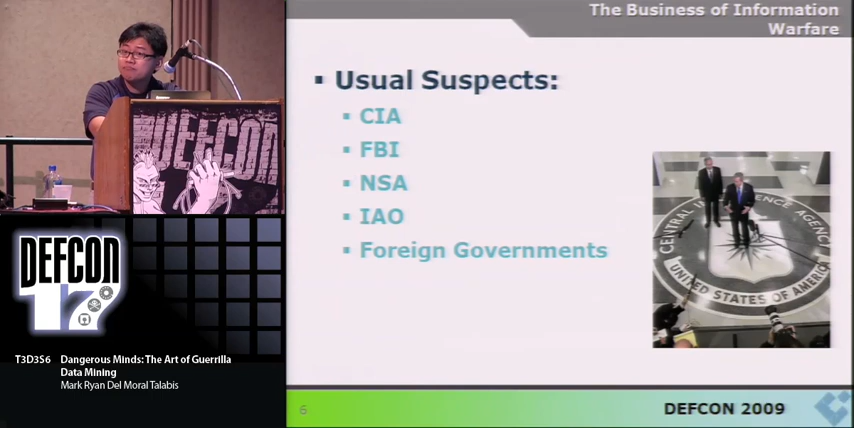 The Business of Information
Warfare
▪ Usual Suspects:
▪ CIA
▪ FBI
▪ NSA
▪ IAO
▪ Foreign Governments
CENTRAL INTELLIGENCE AGENCY
UNITED STATES OF AMERICA
6
DEFCON 2009
DEFCON
DEFCON
17
T3D3S6 Dangerous Minds: The Art of Guerrilla
Data Mining
Mark Ryan Del Moral Talabis